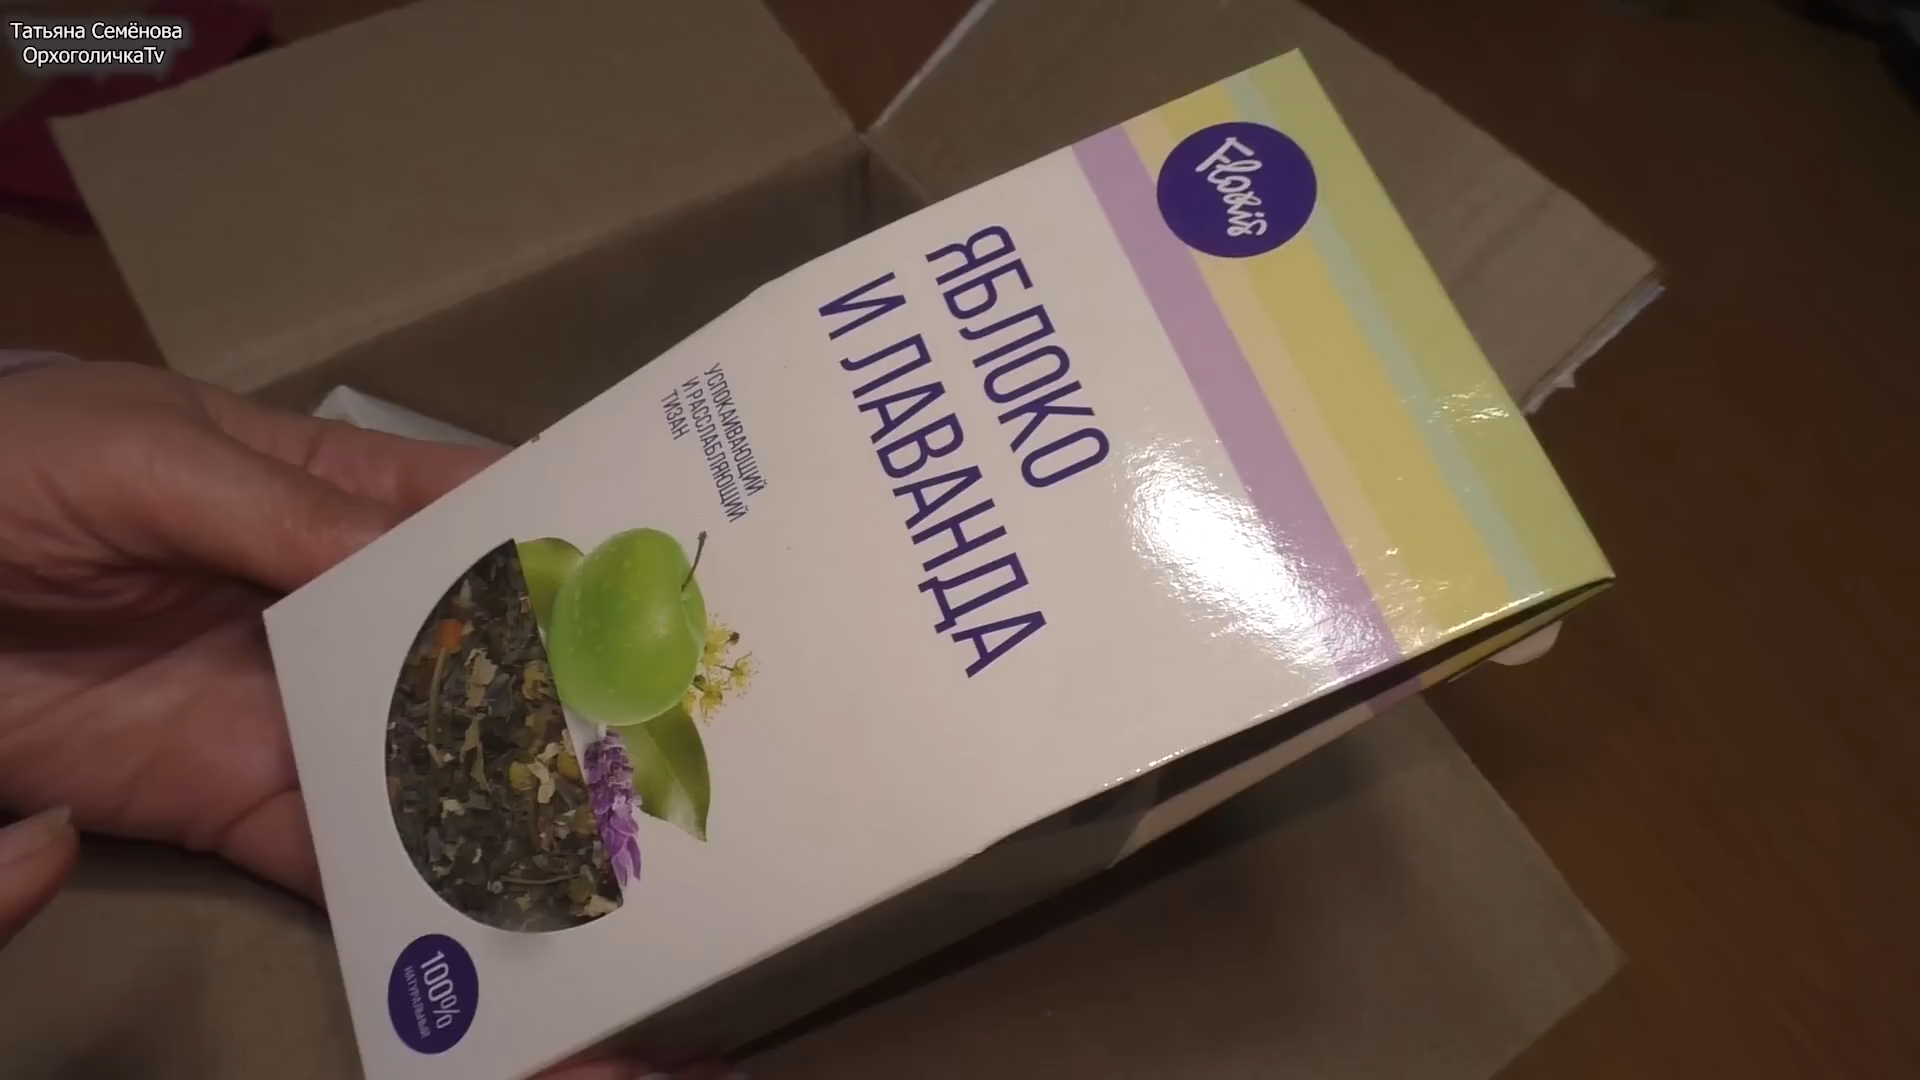 Татьяна Семёнова
ОрхоголичкаTv
Floris
ЯБЛОКО
И ЛАВАНДА
УСПОКАИВАЮЩИЙ
И РАССЛАБЛЯЮЩИЙ
ТИЗАН
100%
НАТУРАЛЬНЫЙ